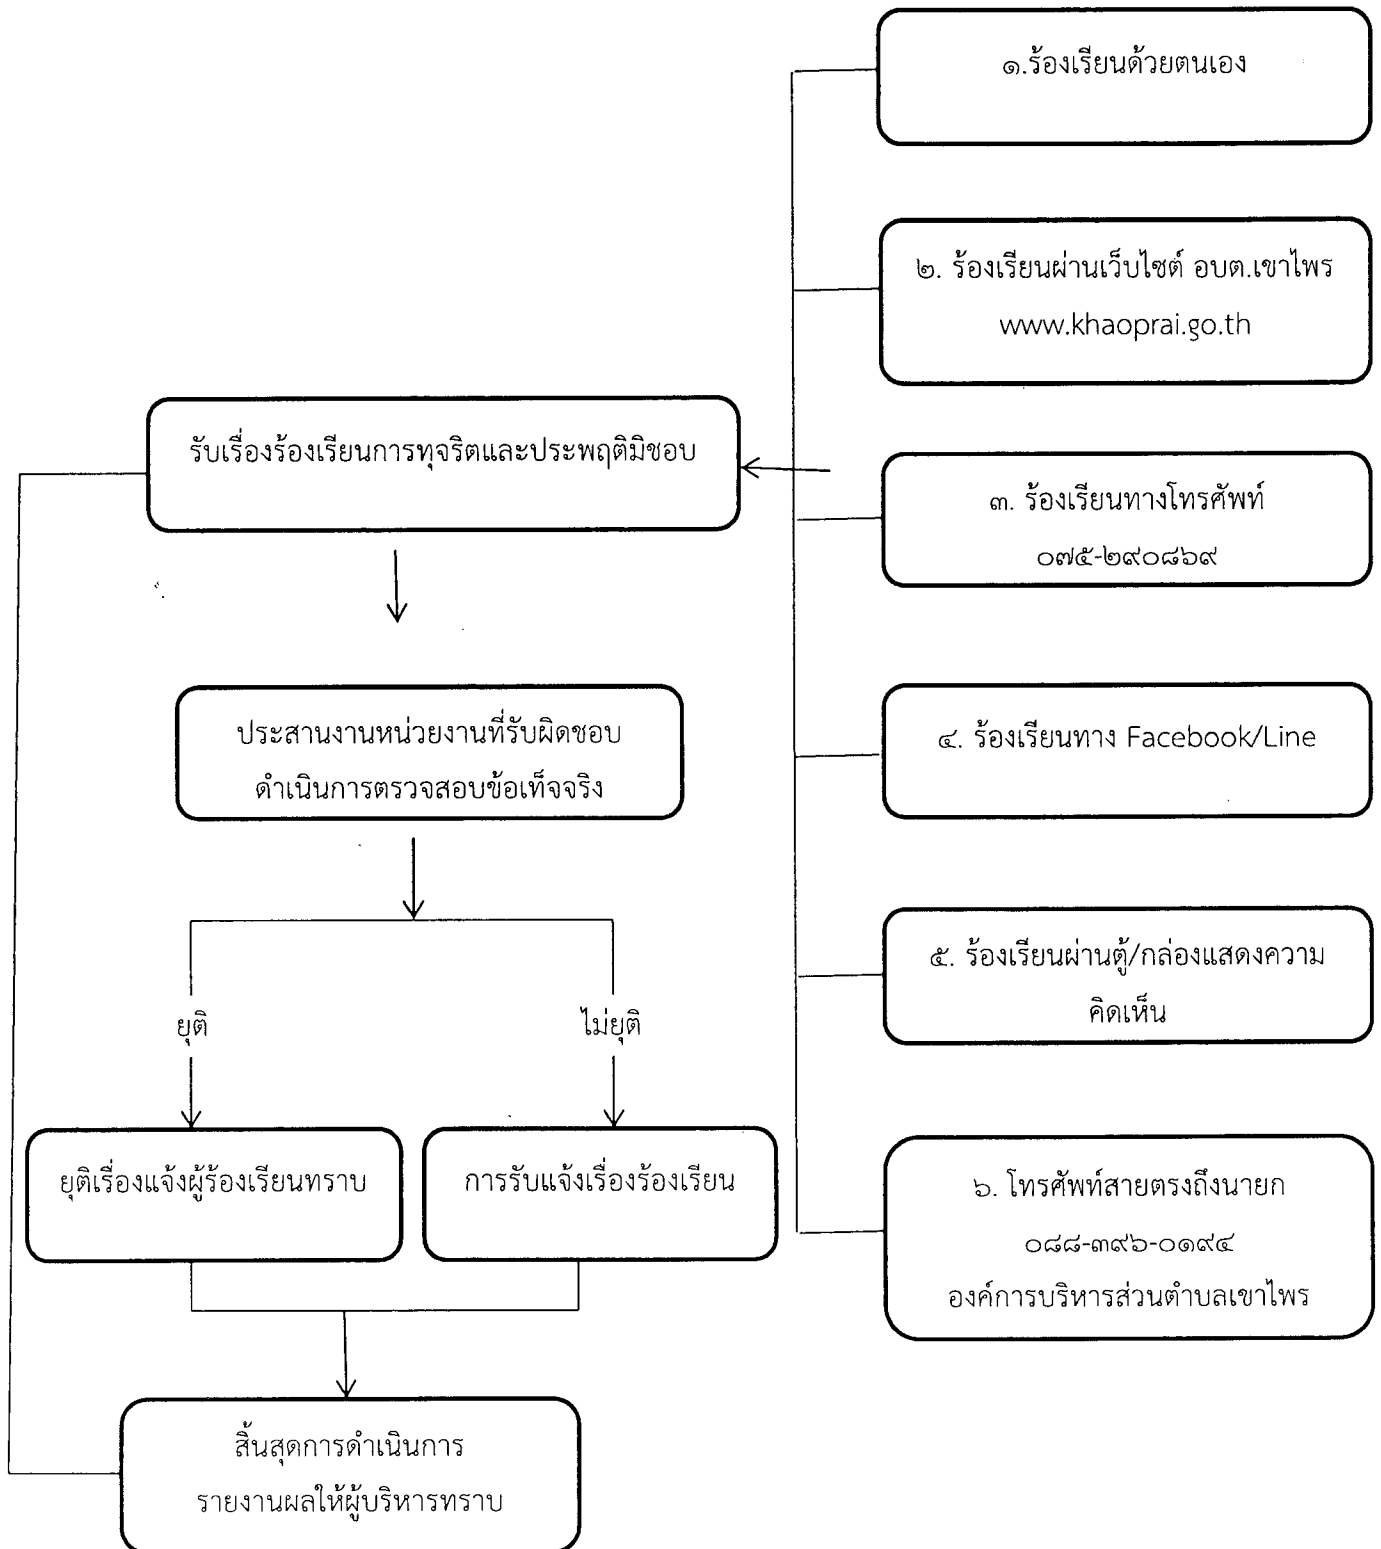 ๑.ร้องเรียนด้วยตนเอง
๒. ร้องเรียนผ่านเว็บไซต์ อบต.เขาไพร
www.khaoprai.go.th
รับเรื่องร้องเรียนการทุจริตและประพฤติมิชอบ
๓. ร้องเรียนทางโทรศัพท์
๐๗๕-๒๙๐๘๖๙
ประสานงานหน่วยงานที่รับผิดชอบ
ดำเนินการตรวจสอบข้อเท็จจริง
๔. ร้องเรียนทาง Facebook/Line
๕. ร้องเรียนผ่านตู้/กล่องแสดงความ
คิดเห็น
ยุติ
ไม่ยุติ
ยุติเรื่องแจ้งผู้ร้องเรียนทราบ
การรับแจ้งเรื่องร้องเรียน
๖. โทรศัพท์สายตรงถึงนายก
๐๘๘-๓๙๖-๐๑๙๔
องค์การบริหารส่วนตำบลเขาไพร
สิ้นสุดการดำเนินการ
รายงานผลให้ผู้บริหารทราบ